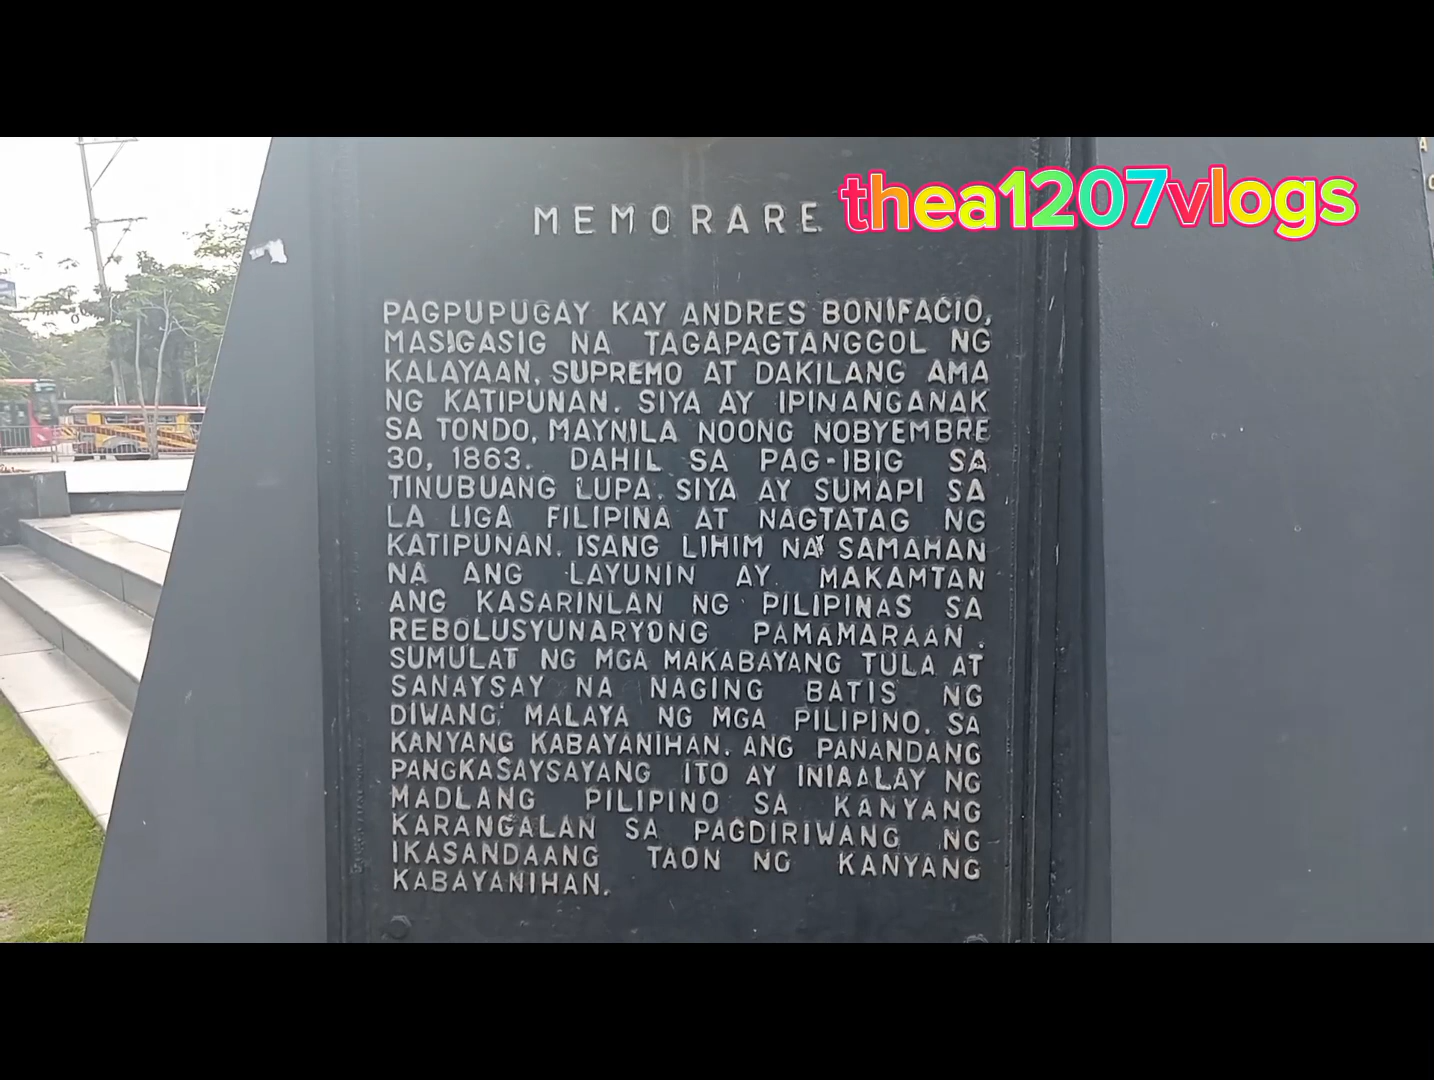 thea1207vlogs
MEMORARE
PAGPUPUGAY KAY ANDRES BONIFACIO,
MASIGASIG NA TAGAPAGTANGGOL NG
KALAYAAN, SUPREMO AT DAKILANG AMA
NG KATIPUNAN. SIYA AY IPINANGANAK
SA TONDO, MAYNILA NOONG NOBYEMBRE
30, 1863. DAHIL SA PAG-IBIG SA
TINUBUANG LUPA. SIYA AY SUMAPI SA
LA LIGA FILIPINA AT NAGTATAG NG
KATIPUNAN. ISANG LIHIM NA SAMAHAN
NA ANG LAYUNIN AY MAKAMTAN
ANG KASARINLAN NG PILIPINAS SA
REBOLUSYUNARYONG PAMAMARAAN.
SUMULAT NG MGA MAKABAYANG TULA AT
SANAYSAY NA NAGING BATIS NG
DIWANG MALAYA NG MGA PILIPINO. SA
KANYANG KABAYANIHAN. ANG PANANDANG
PANGKASAYSAYANG ITO AY INIAALAY NG
MADLANG PILIPINO SA KANYANG
KARANGALAN SA PAGDIRIWANG NG
IKASANDAANG TAON NG KANYANG
KABAYANIHAN.